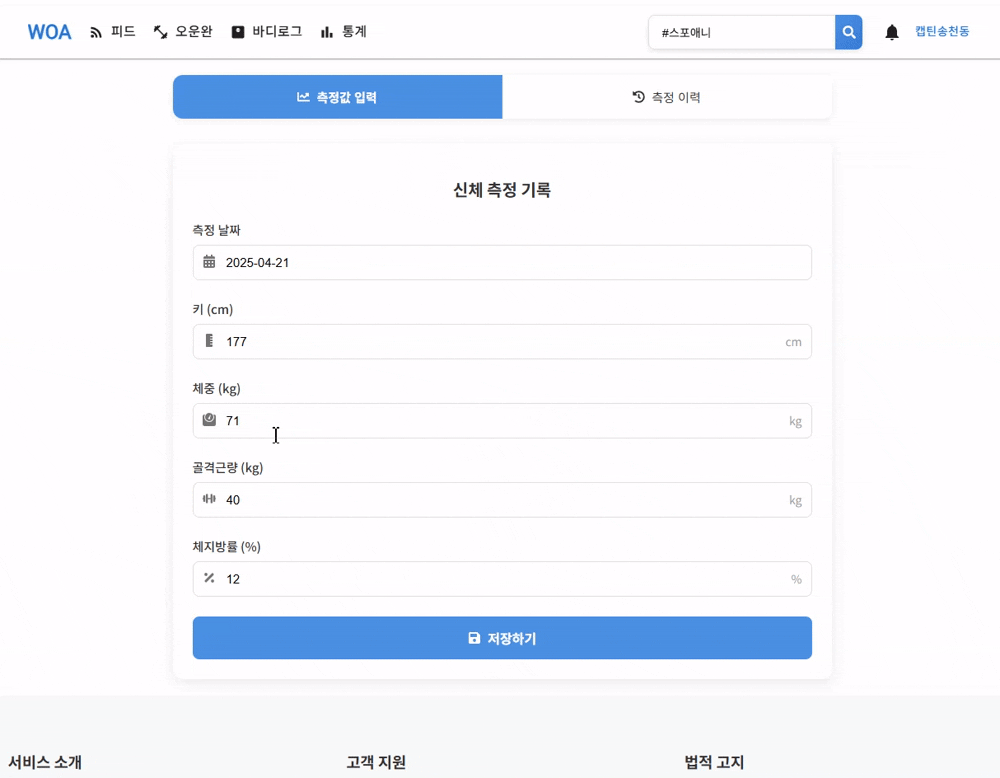 WOA 피드 오운완 바디로그 통계 #스포애니 캡틴송천동
측정값 입력 측정 이력
신체 측정 기록
측정 날짜
2025-04-21
키 (cm)
177 cm
체중 (kg)
71 kg
골격근량 (kg)
40 kg
체지방률 (%)
12 %
저장하기
서비스 소개 고객 지원 법적 고지